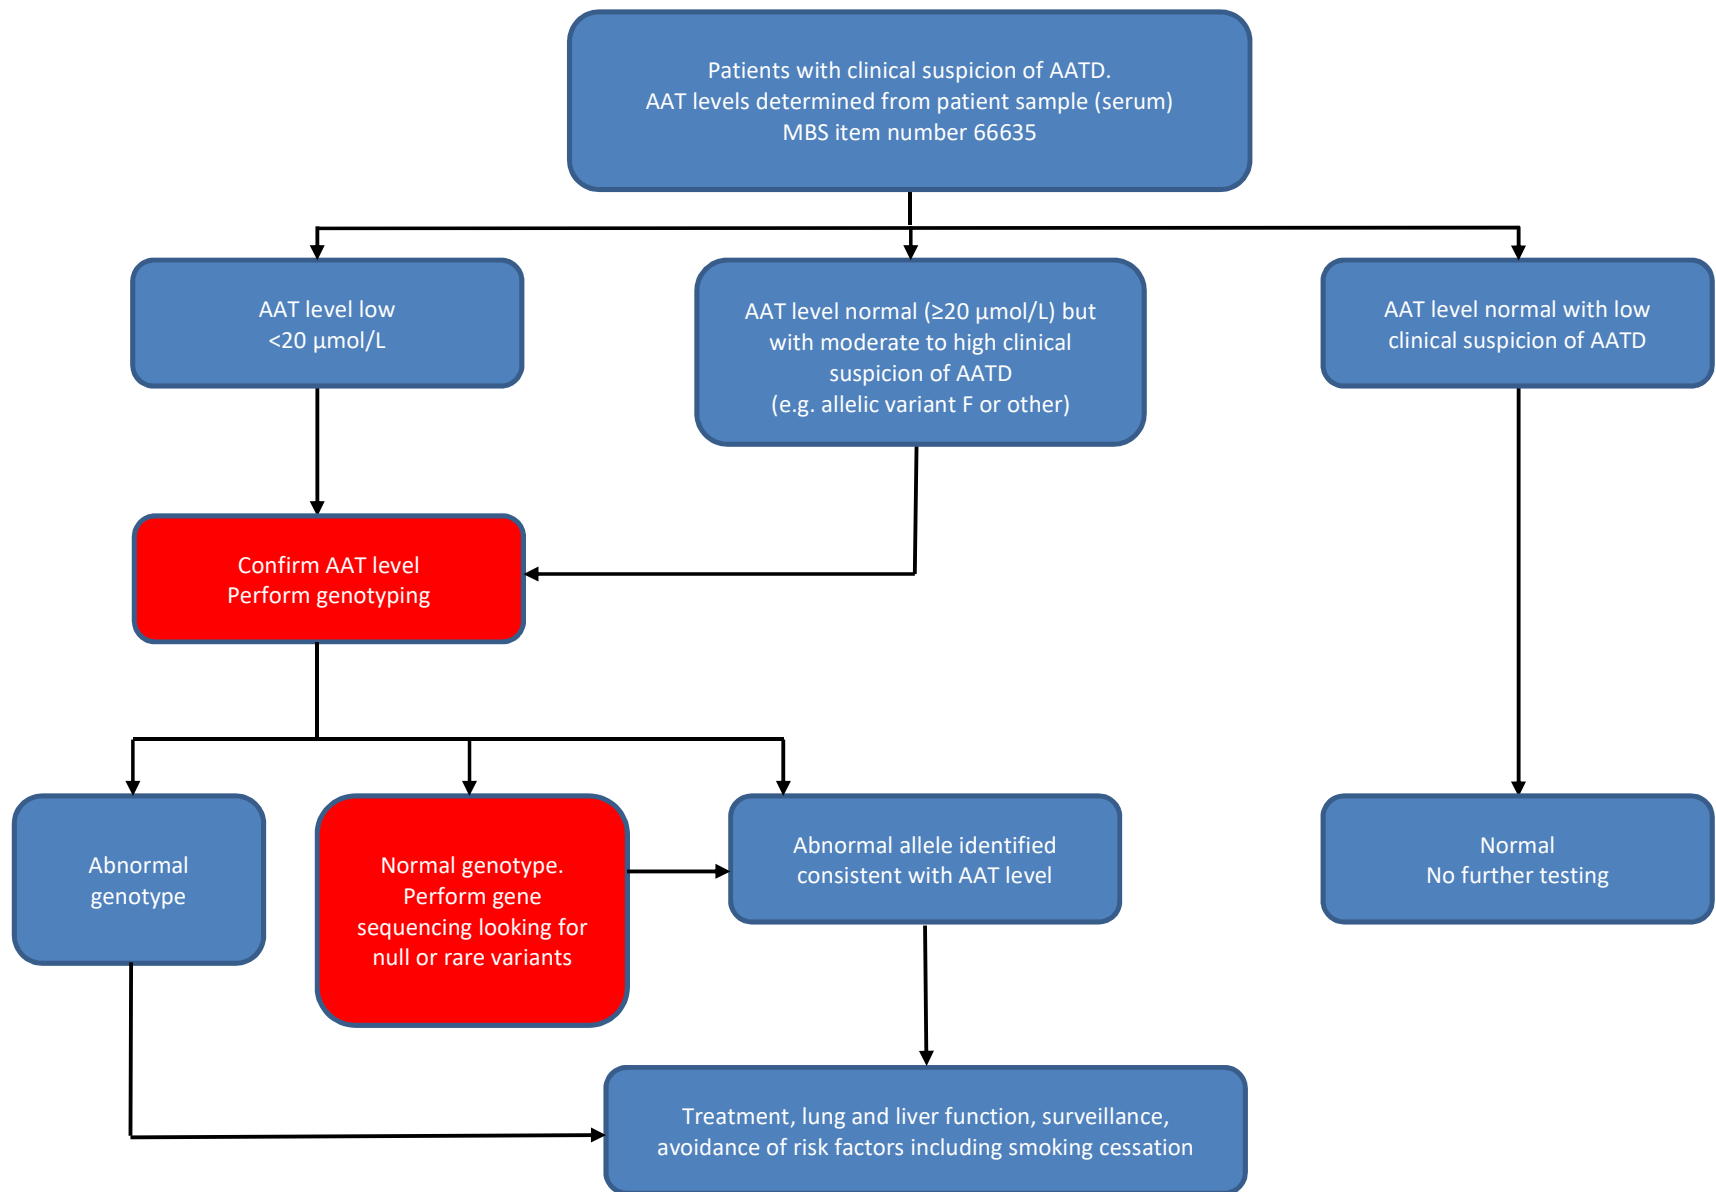 Patients with clinical suspicion of AATD.
AAT levels determined from patient sample (serum)
MBS item number 66635
AAT level low
<20 µmol/L
AAT level normal (≥20 µmol/L) but
with moderate to high clinical
suspicion of AATD
(e.g. allelic variant F or other)
AAT level normal with low
clinical suspicion of AATD
Confirm AAT level
Perform genotyping
Abnormal
genotype
Normal genotype.
Perform gene
sequencing looking for
null or rare variants
Abnormal allele identified
consistent with AAT level
Normal
No further testing
Treatment, lung and liver function, surveillance,
avoidance of risk factors including smoking cessation